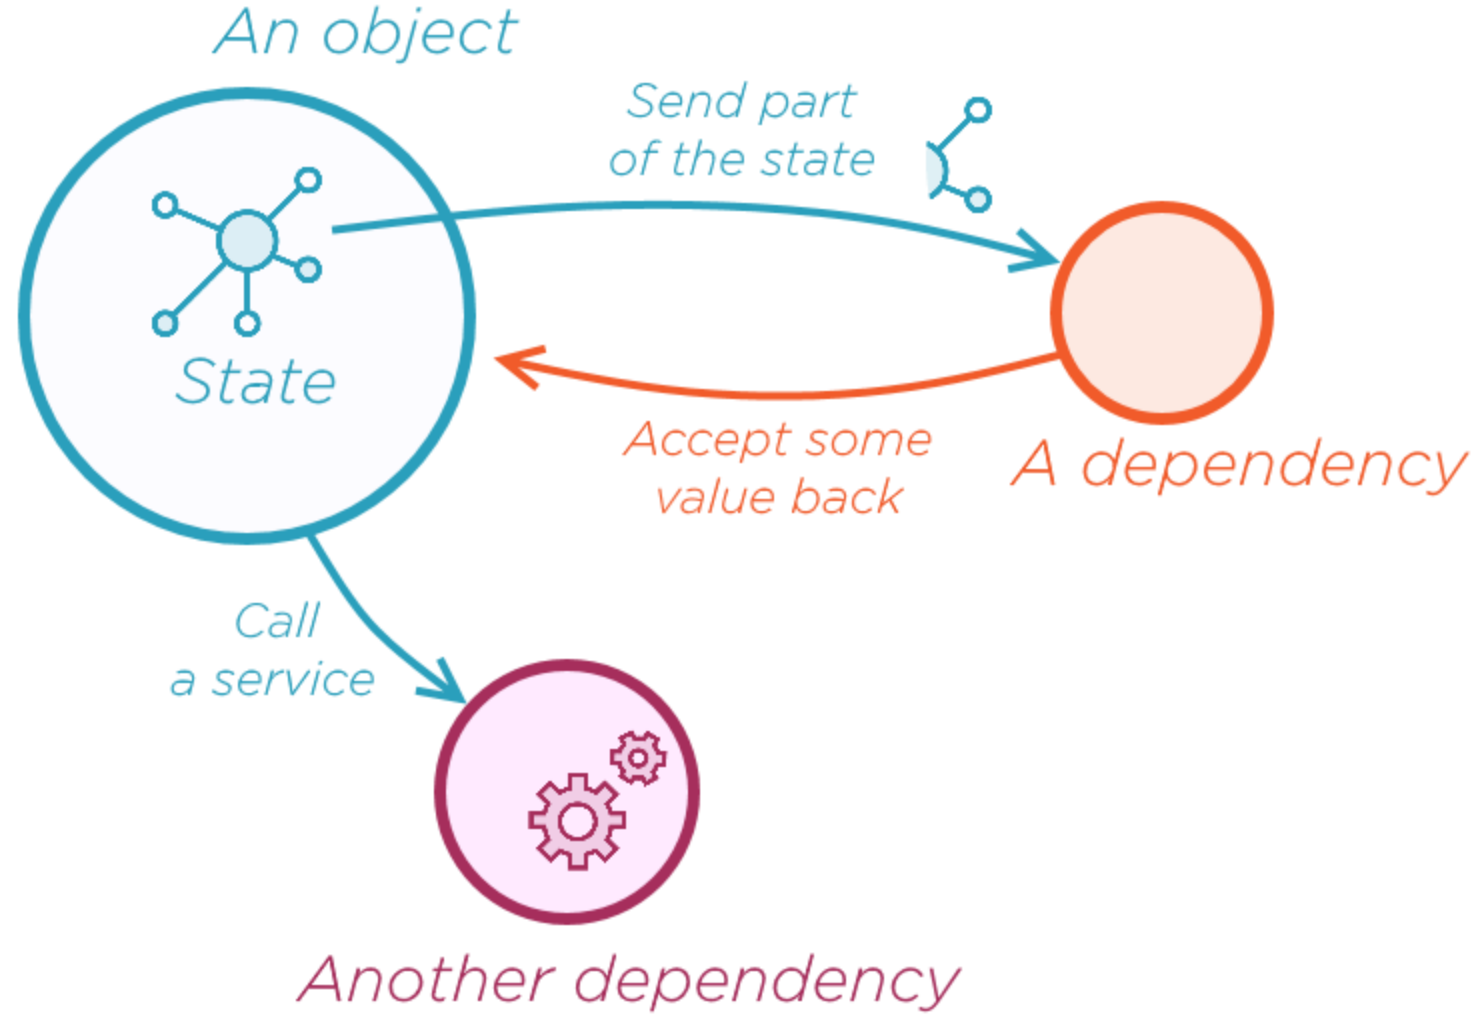 An object
Send part
of the state
State
Accept some
value back
A dependency
Call
a service
Another dependency